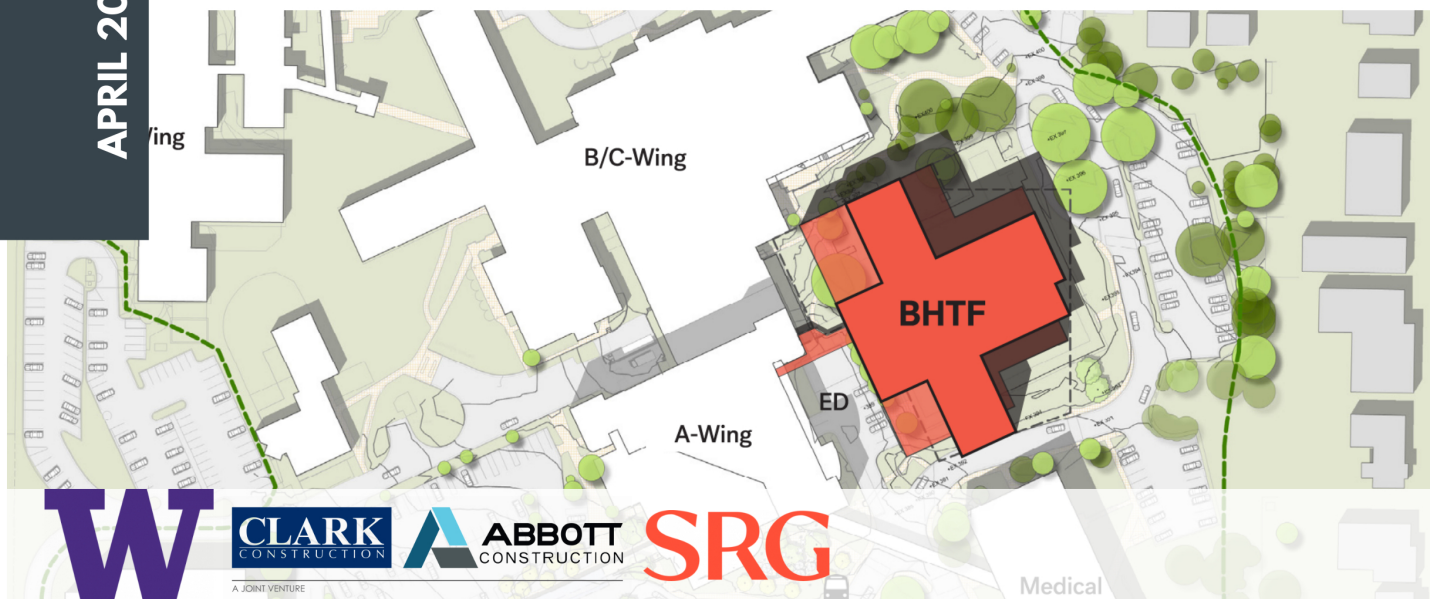 APRIL 20
Wing
B/C-Wing
BHTF
ED
A-Wing
W
CLARK
CONSTRUCTION
ABBOTT
CONSTRUCTION
A JOINT VENTURE
SRG
Medical